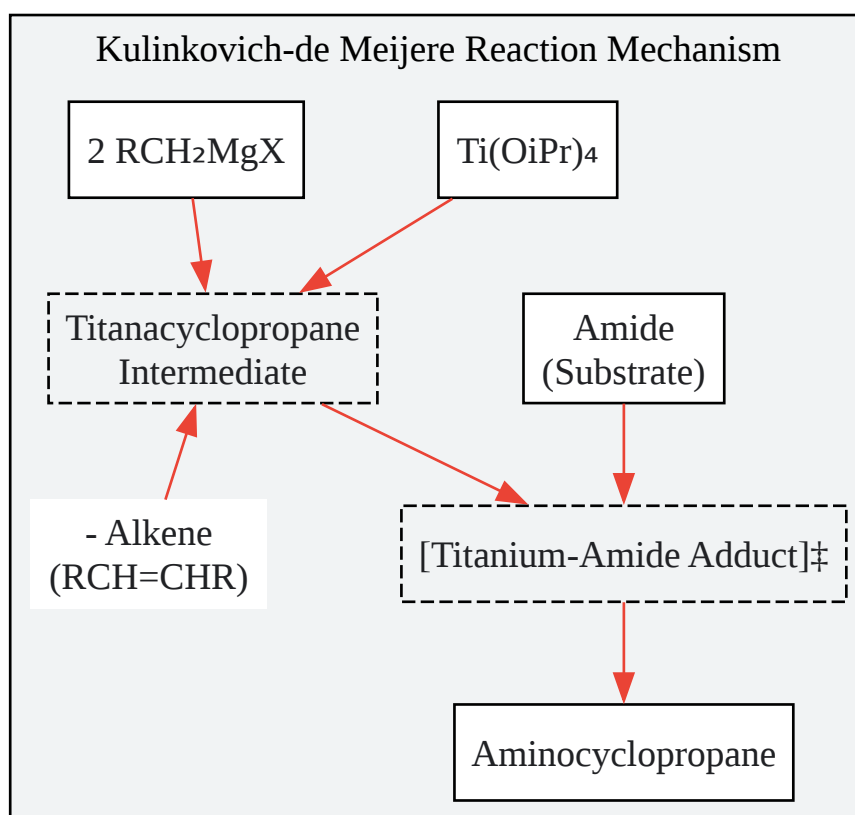 Kulinkovich-de Meijere Reaction Mechanism
2 RCH₂MgX
Ti(OiPr)₄
Titanacyclopropane
Intermediate
Amide
(Substrate)
- Alkene
(RCH=CHR)
[Titanium-Amide Adduct]‡
Aminocyclopropane